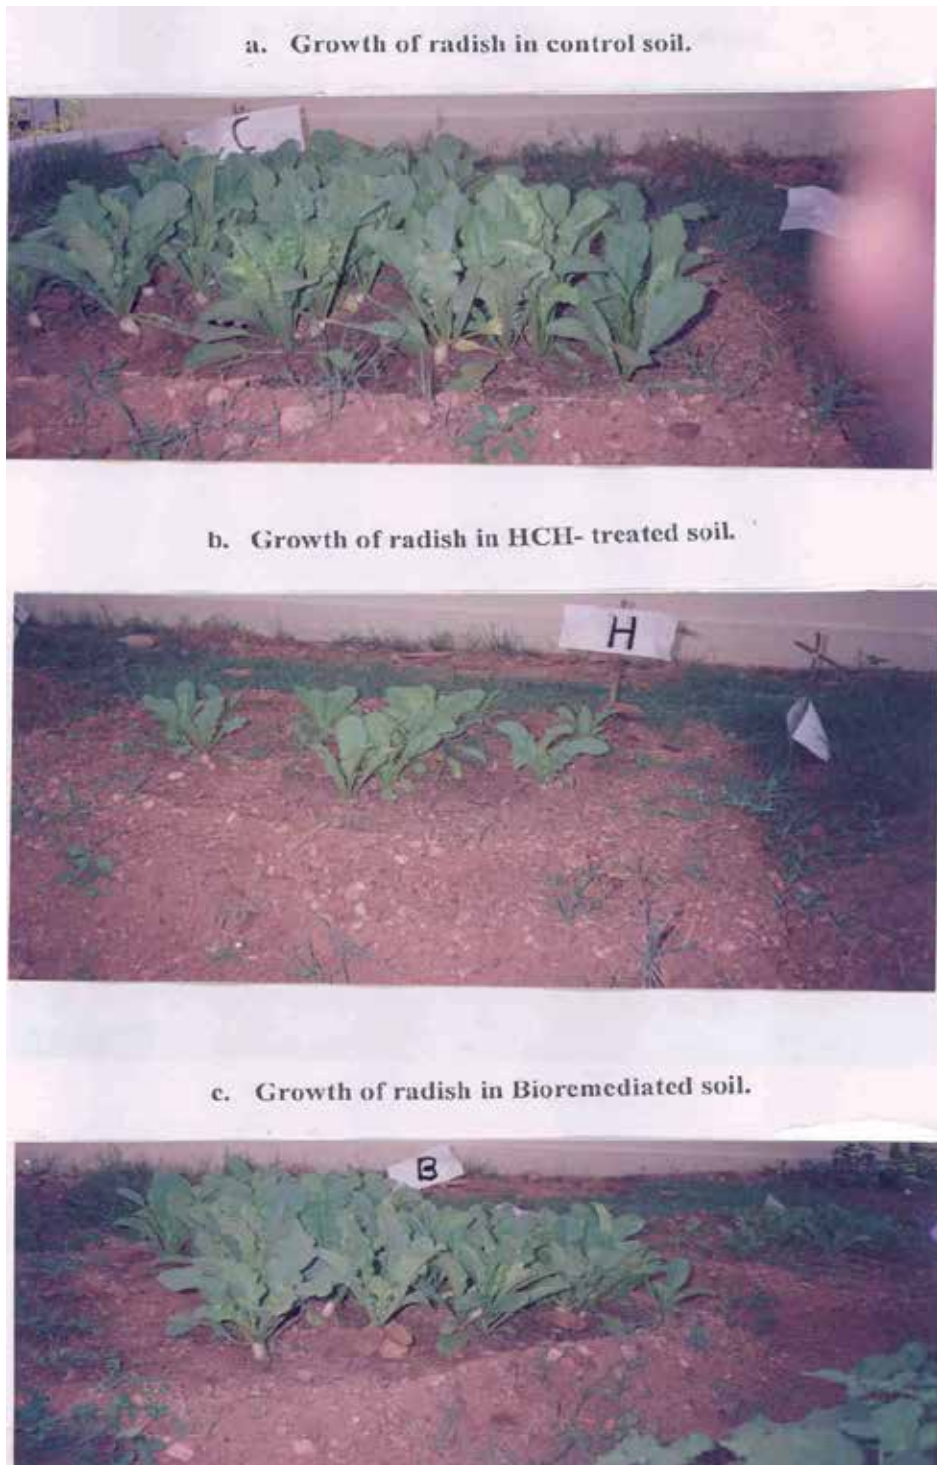 a. Growth of radish in control soil.
C
b. Growth of radish in HCH- treated soil.
H
c. Growth of radish in Bioremediated soil.
B